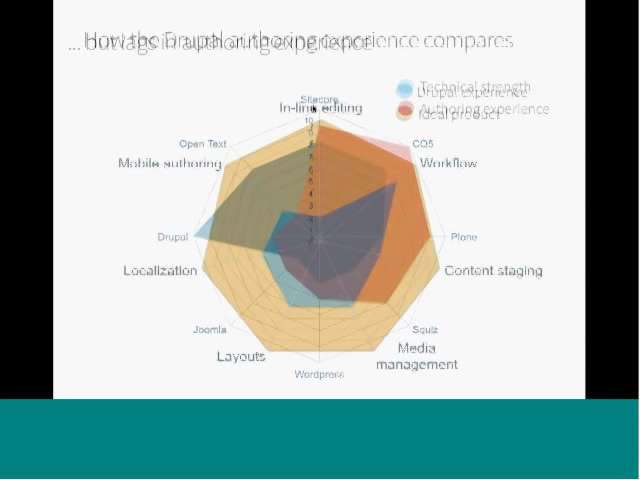 How the Drupal authoring experience compares
... but lags in authoring experience
Technical strength
Drupal experience
Authoring experience
Ideal product
Sitecore
In-line editing
Open Text
CQ5
Mobile authoring
Workflow
Drupal
Plone
Localization
Content staging
Joomla
Squiz
Layouts
Media
management
Wordpress